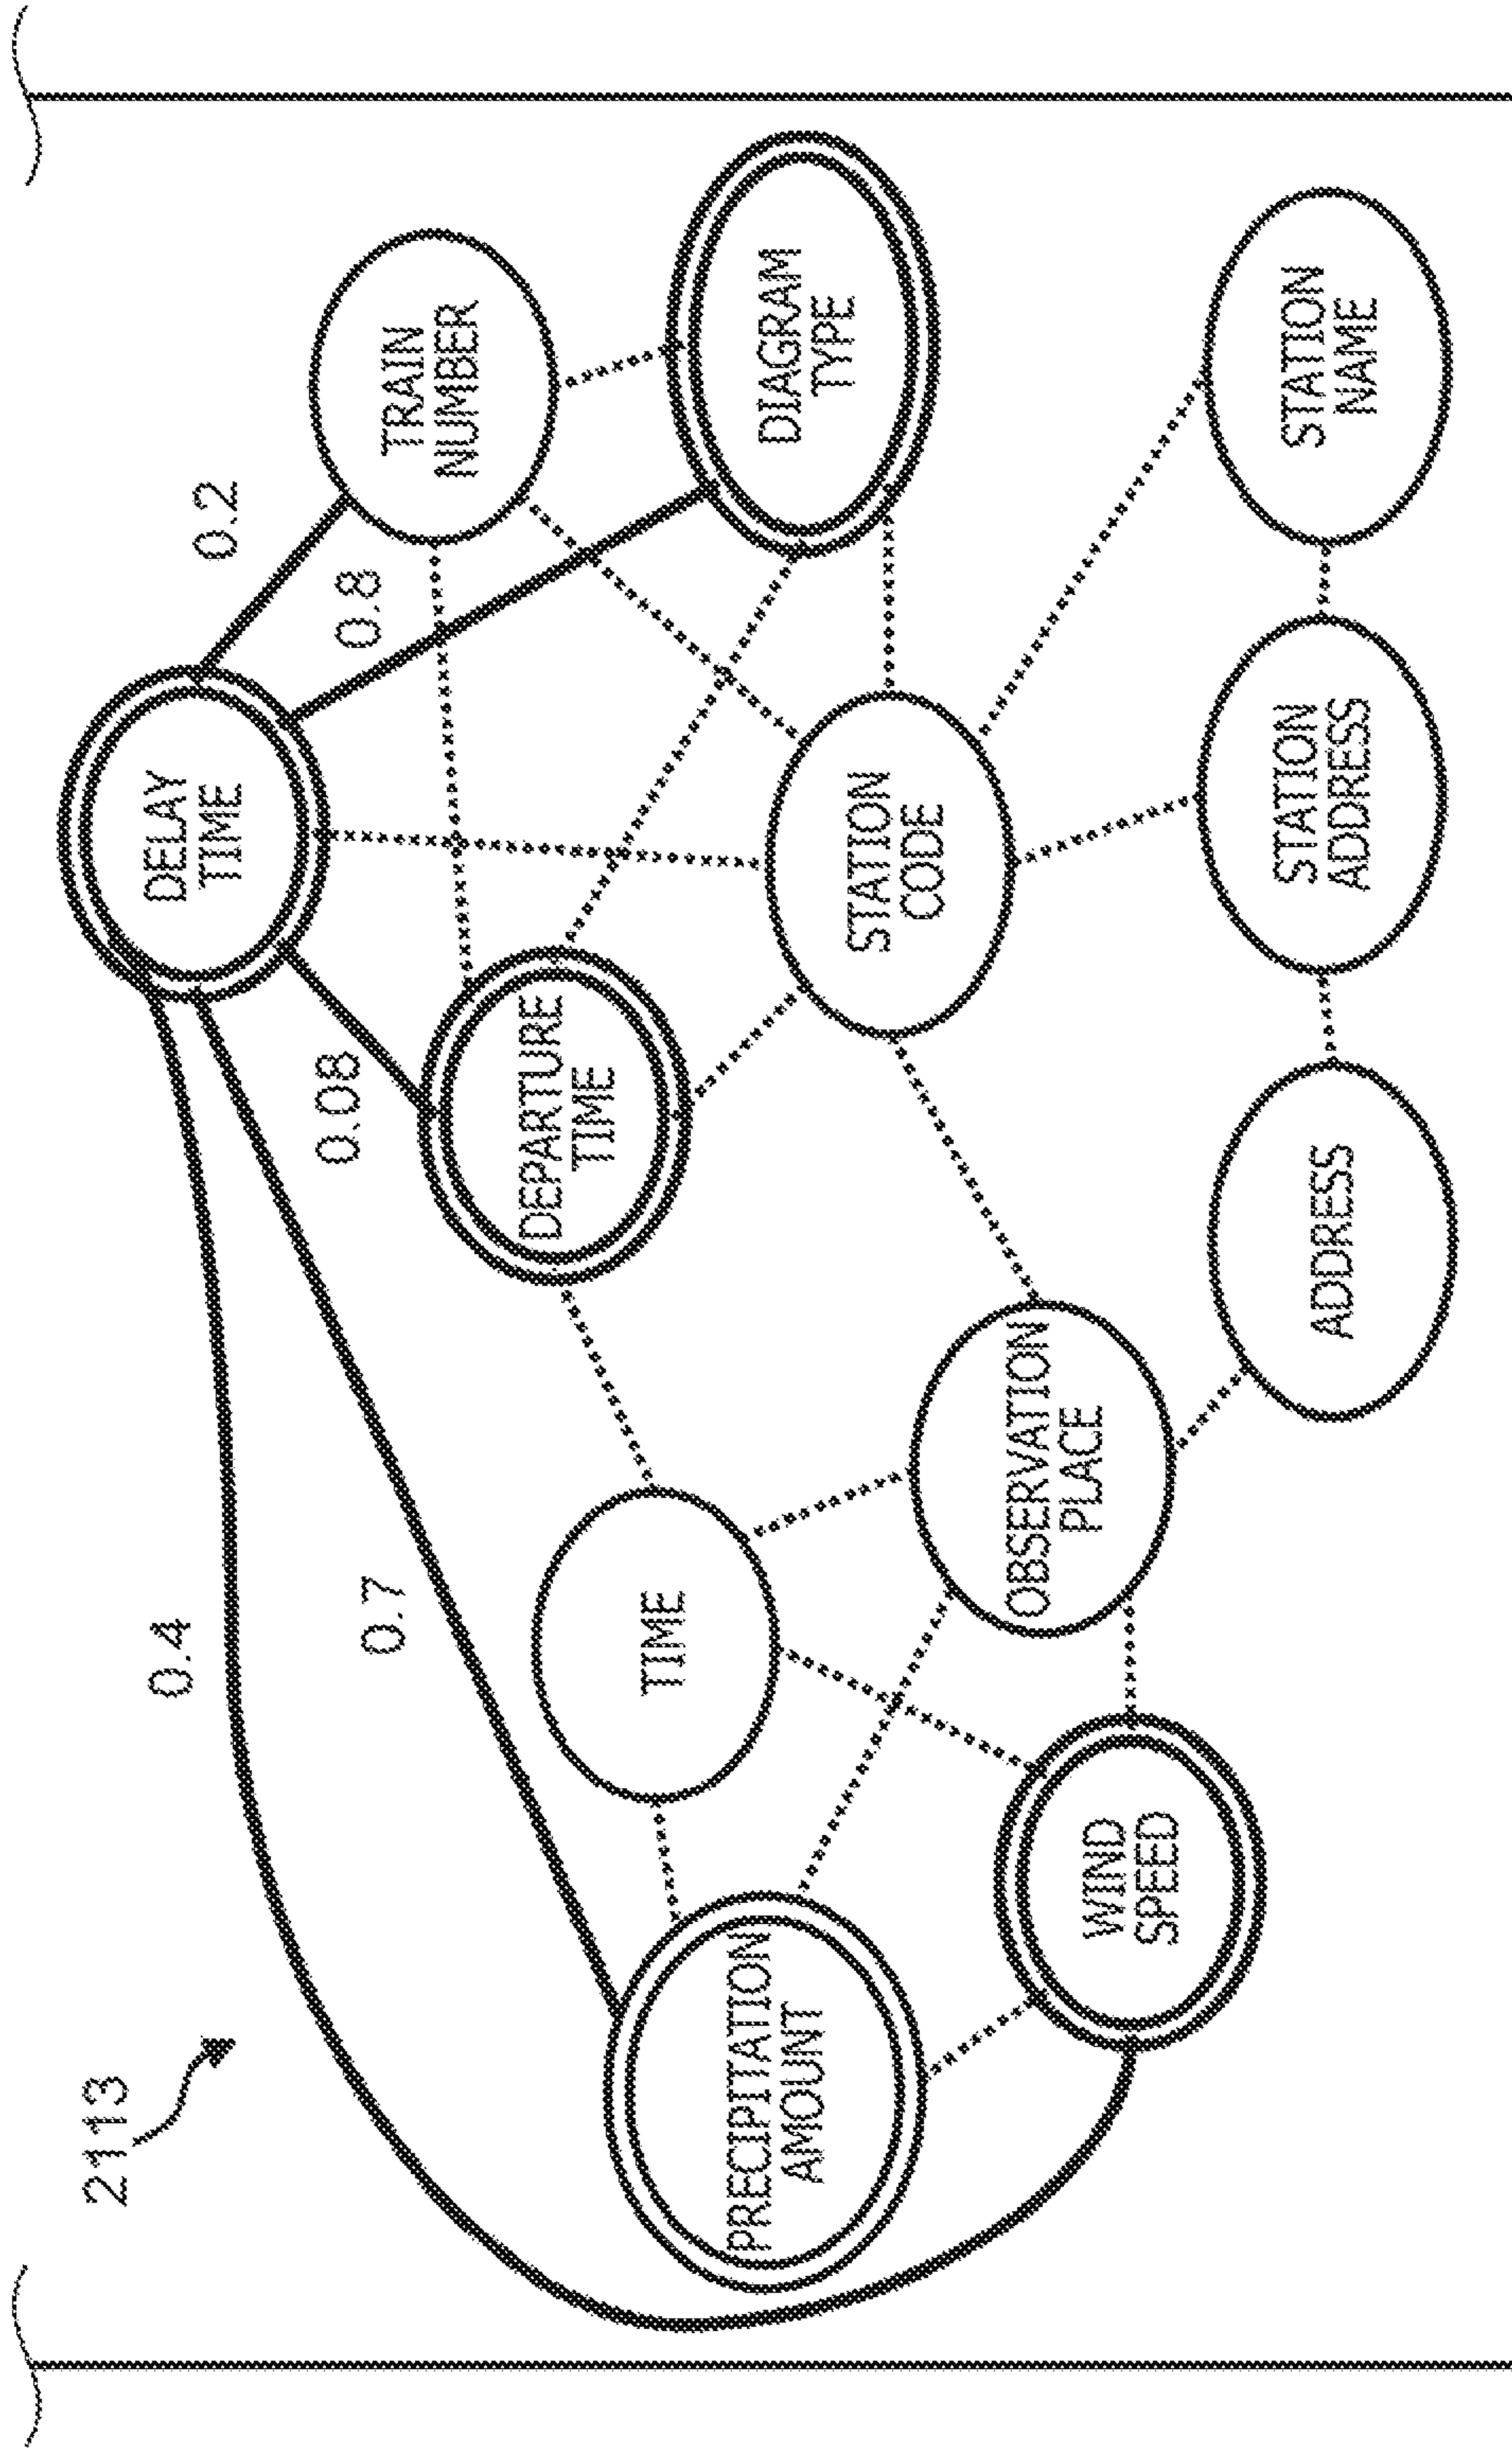 2113
0.4
0.7
0.08
0.2
0.8
DELAY
TIME
TRAIN
NUMBER
DEPARTURE
TIME
DIAGRAM
TYPE
TIME
PRECIPITATION
AMOUNT
STATION
CODE
OBSERVATION
PLACE
WIND
SPEED
ADDRESS
STATION
ADDRESS
STATION
NAME